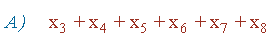 A) x₃ + x₄ + x₅ + x₆ + x₇ + x₈